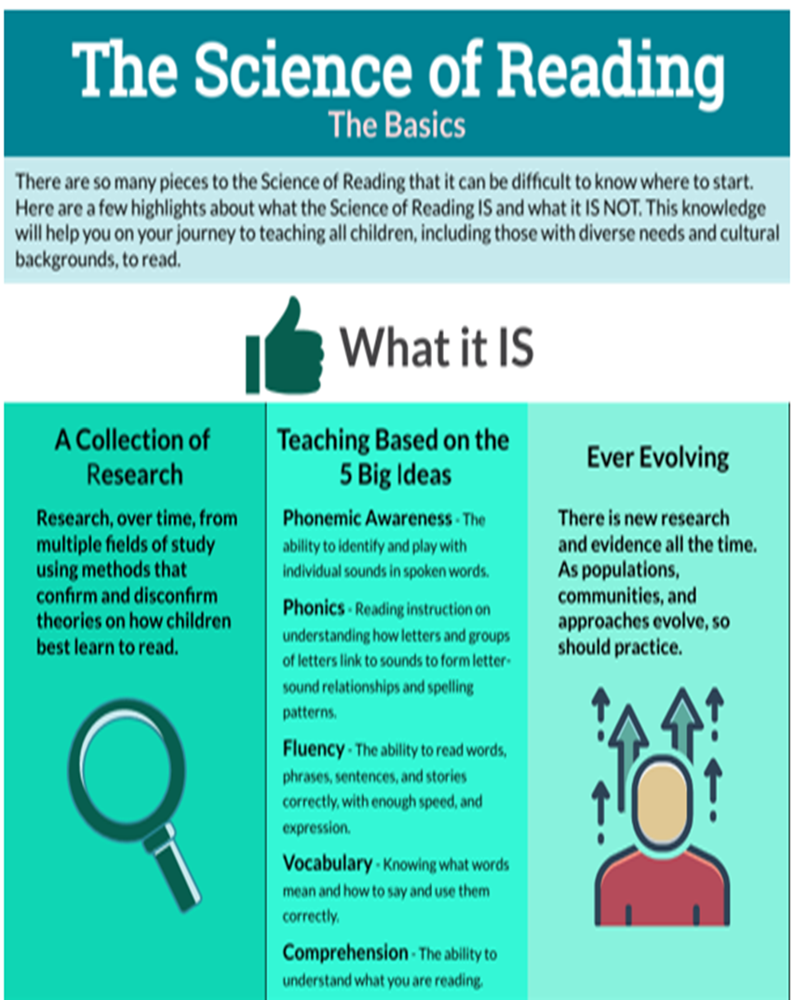 The Science of Reading
The Basics
There are so many pieces to the Science of Reading that it can be difficult to know where to start.
Here are a few highlights about what the Science of Reading IS and what it IS NOT. This knowledge
will help you on your journey to teaching all children, including those with diverse needs and cultural
backgrounds, to read.
What it IS
A Collection of
Research
Research, over time, from
multiple fields of study
using methods that
confirm and disconfirm
theories on how children
best learn to read.
Teaching Based on the
5 Big Ideas
Phonemic Awareness - The
ability to identify and play with
individual sounds in spoken words.
Phonics - Reading instruction on
understanding how letters and groups
of letters link to sounds to form letter-
sound relationships and spelling
patterns.
Fluency - The ability to read words,
phrases, sentences, and stories
correctly, with enough speed, and
expression.
Vocabulary - Knowing what words
mean and how to say and use them
correctly.
Comprehension - The ability to
understand what you are reading.
Ever Evolving
There is new research
and evidence all the time.
As populations,
communities, and
approaches evolve, so
should practice.